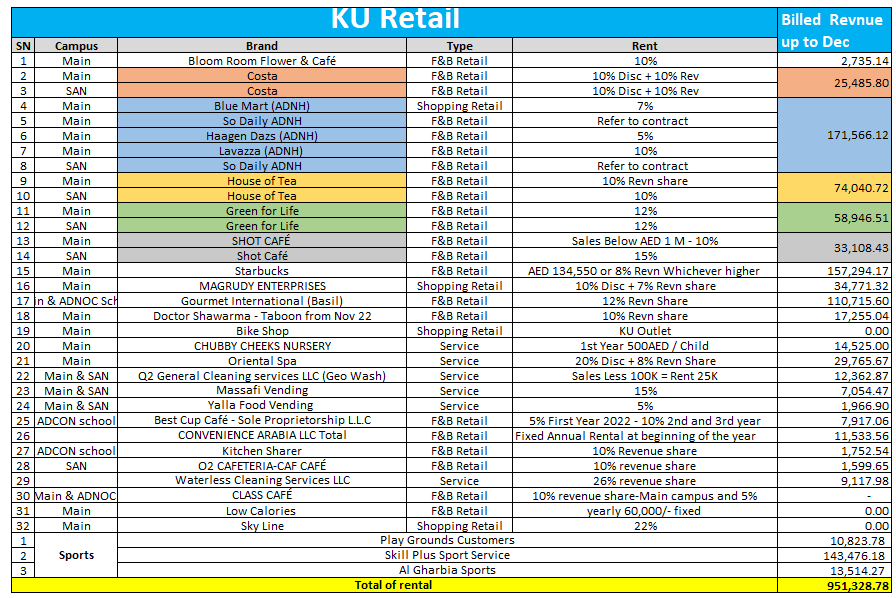 KU Retail
Billed Revnue up to Dec
SN Campus Brand Type Rent
1 Main Bloom Room Flower & Café F&B Retail 10% 2,735.14
2 Main Costa F&B Retail 10% Disc + 10% Rev 25,485.80
3 SAN Costa F&B Retail 10% Disc + 10% Rev
4 Main Blue Mart (ADNH) Shopping Retail 7% 171,566.12
5 Main So Daily ADNH F&B Retail Refer to contract
6 Main Haagen Dazs (ADNH) F&B Retail 5%
7 Main Lavazza (ADNH) F&B Retail 10%
8 SAN So Daily ADNH F&B Retail Refer to contract
9 Main House of Tea F&B Retail 10% Revn share 74,040.72
10 SAN House of Tea F&B Retail 10%
11 Main Green for Life F&B Retail 12% 58,946.51
12 SAN Green for Life F&B Retail 12%
13 Main SHOT CAFÉ F&B Retail Sales Below AED 1 M - 10% 33,108.43
14 SAN Shot Café F&B Retail 15%
15 Main Starbucks F&B Retail AED 134,550 or 8% Revn Whichever higher 157,294.17
16 Main MAGRUDY ENTERPRISES Shopping Retail 10% Disc + 7% Revn share 34,771.32
17 in & ADNOC Sch Gourmet International (Basil) F&B Retail 12% Revn Share 110,715.60
18 Main Doctor Shawarma - Taboon from Nov 22 F&B Retail 10% Revn share 17,255.04
19 Main Bike Shop Shopping Retail KU Outlet 0.00
20 Main CHUBBY CHEEKS NURSERY Service 1st Year 500AED / Child 14,525.00
21 Main Oriental Spa Service 20% Disc + 8% Revn Share 29,765.67
22 Main & SAN Q2 General Cleaning services LLC (Geo Wash) Service Sales Less 100K = Rent 25K 12,362.87
23 Main & SAN Massafi Vending Service 15% 7,054.47
24 Main & SAN Yalla Food Vending Service 5% 1,966.90
25 ADCON school Best Cup Café - Sole Proprietorship L.L.C F&B Retail 5% First Year 2022 - 10% 2nd and 3rd year 7,917.06
26 CONVENIENCE ARABIA LLC Total F&B Retail Fixed Annual Rental at beginning of the year 11,533.56
27 ADCON school Kitchen Sharer F&B Retail 10% Revenue share 1,752.54
28 SAN O2 CAFETERIA-CAF CAFÉ F&B Retail 10% revenue share 1,599.65
29 Waterless Cleaning Services LLC Service 26% revenue share 9,117.98
30 Main & ADNOC CLASS CAFÉ F&B Retail 10% revenue share-Main campus and 5% -
31 Main Low Calories F&B Retail yearly 60,000/- fixed 0.00
32 Main Sky Line Shopping Retail 22% 0.00
1 Sports Play Grounds Customers 10,823.78
2 Skill Plus Sport Service 143,476.18
3 Al Gharbia Sports 13,514.27
Total of rental 951,328.78